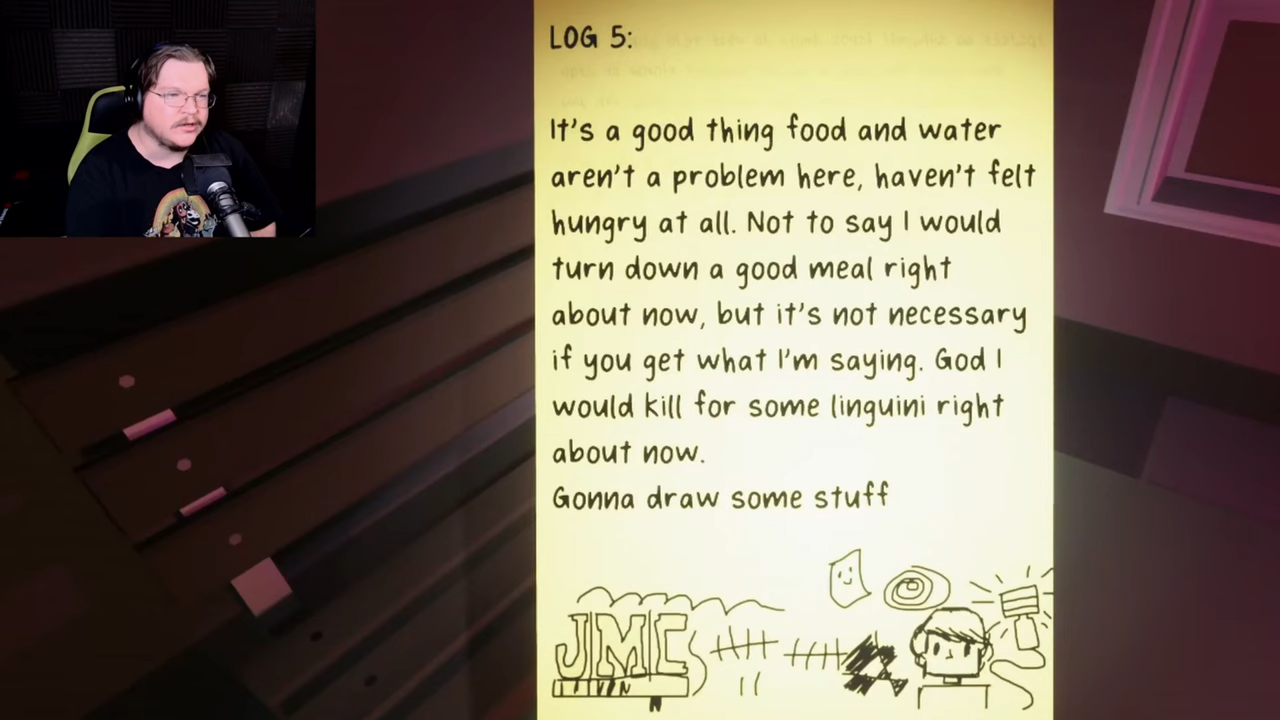 LOG 5:
It's a good thing food and water
aren't a problem here, haven't felt
hungry at all. Not to say I would
turn down a good meal right
about now, but it's not necessary
if you get what I'm saying. God I
would kill for some linguini right
about now.
Gonna draw some stuff
JMC